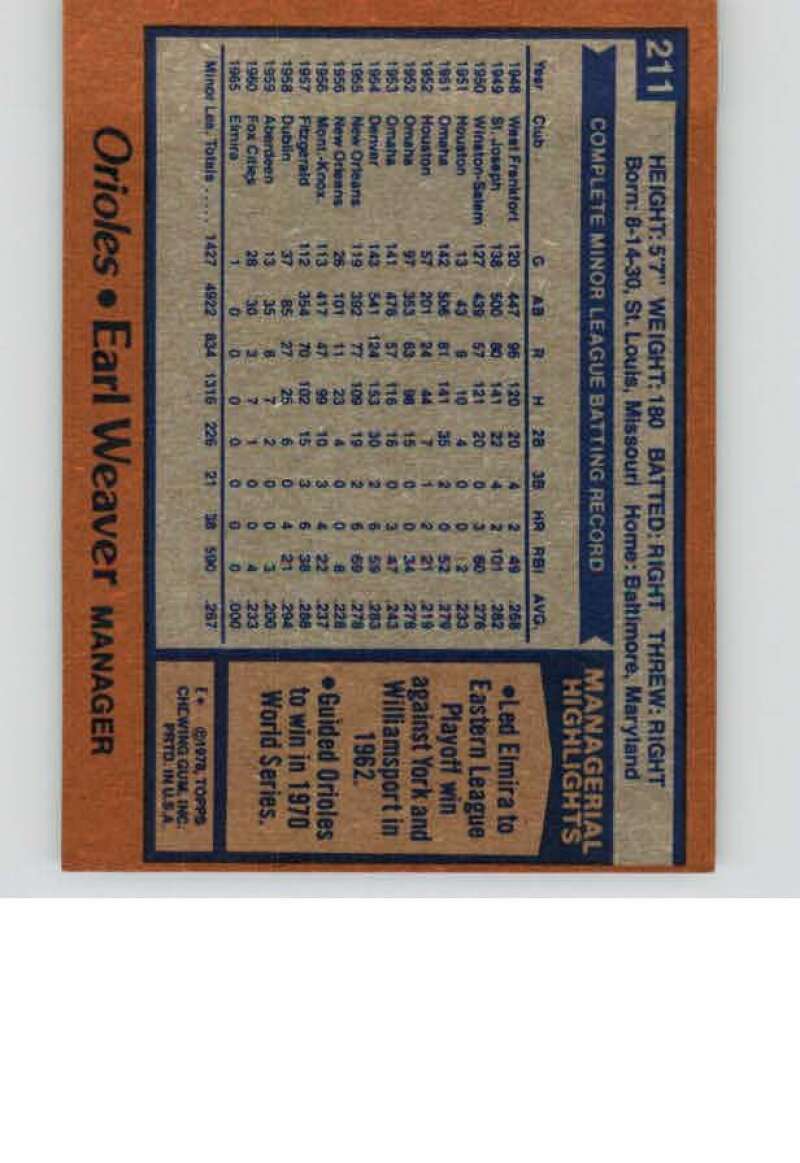 211
HEIGHT: 5'7" WEIGHT: 180 BATTED: RIGHT THREW: RIGHT
Born: 8-14-30, St. Louis, Missouri Home: Baltimore, Maryland
COMPLETE MINOR LEAGUE BATTING RECORD
Year Club G AB R H 2B 3B HR RBI AVG.
1948 West Frankfort 120 447 96 120 20 4 2 49 .268
1949 St. Joseph 138 500 80 141 22 4 2 101 .282
1950 Winston-Salem 127 439 57 121 20 0 3 60 .276
1951 Houston 13 43 9 10 4 0 0 2 .233
1951 Omaha 142 506 81 141 35 2 0 52 .279
1952 Houston 57 201 24 44 7 1 2 21 .219
1952 Omaha 97 353 63 98 15 0 0 34 .278
1953 Omaha 141 478 57 116 16 0 3 47 .243
1954 Denver 143 541 124 153 30 2 6 59 .283
1955 New Orleans 119 392 77 109 19 2 6 69 .278
1956 New Orleans 26 101 11 23 4 0 0 8 .228
1956 Mont.-Knox. 113 417 47 99 10 3 4 22 .237
1957 Fitzgerald 112 354 70 102 15 3 6 38 .288
1958 Dublin 37 85 27 25 6 0 4 21 .294
1959 Aberdeen 13 35 6 7 2 0 0 3 .200
1960 Fox Cities 28 30 3 7 1 0 0 4 .233
1965 Elmira 1 0 0 0 0 0 0 0 .000
Minor Lea. Totals ..... 1427 4922 834 1316 226 21 38 590 .267
MANAGERIAL
HIGHLIGHTS
•Led Elmira to
Eastern League
Playoff win
against York and
Williamsport in
1962.
•Guided Orioles
to win in 1970
World Series.
©1978, TOPPS
CHEWING GUM, INC.
PRTD. IN U.S.A.
Orioles • Earl Weaver MANAGER